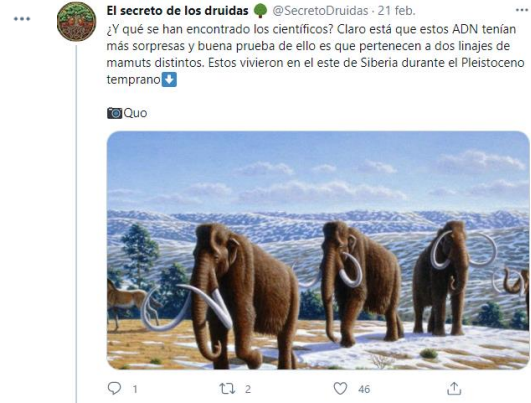 El secreto de los druidas 🌳 @SecretoDruidas · 21 feb.
¿Y qué se han encontrado los científicos? Claro está que estos ADN tenían
más sorpresas y buena prueba de ello es que pertenecen a dos linajes de
mamuts distintos. Estos vivieron en el este de Siberia durante el Pleistoceno
temprano⬇️
📷Quo
1 2 46